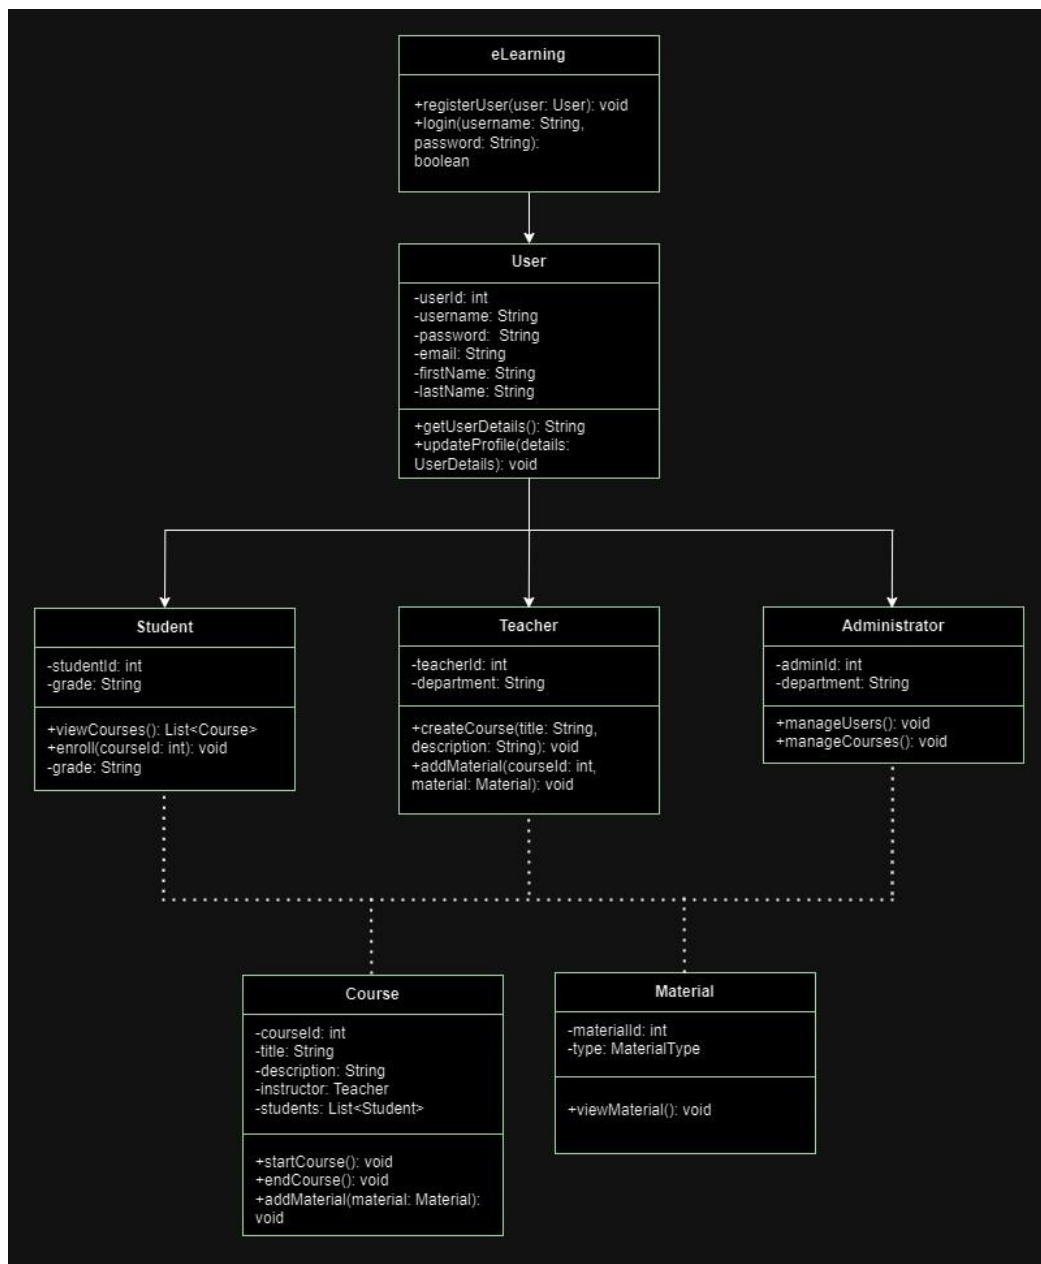 eLearning
+registerUser(user: User): void
+login(username: String,
password: String):
boolean
User
-userId: int
-username: String
-password:  String
-email: String
-firstName: String
-lastName: String
+getUserDetails(): String
+updateProfile(details:
UserDetails): void
Student
-studentId: int
-grade: String
+viewCourses(): List<Course>
+enroll(courseId: int): void
-grade: String
Teacher
-teacherId: int
-department: String
+createCourse(title: String,
description: String): void
+addMaterial(courseId: int,
material: Material): void
Administrator
-adminId: int
-department: String
+manageUsers(): void
+manageCourses(): void
Course
-courseId: int
-title: String
-description: String
-instructor: Teacher
-students: List<Student>
+startCourse(): void
+endCourse(): void
+addMaterial(material: Material):
void
Material
-materialId: int
-type: MaterialType
+viewMaterial(): void